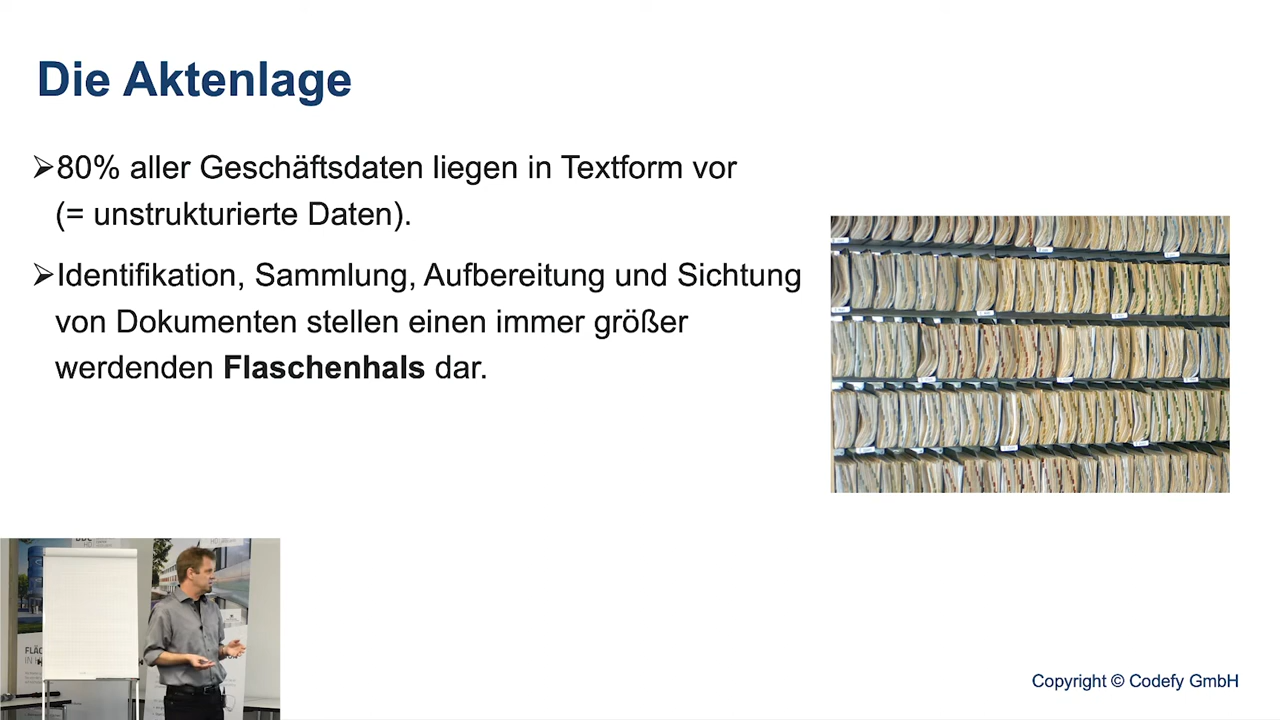 Die Aktenlage
➢80% aller Geschäftsdaten liegen in Textform vor
(= unstrukturierte Daten).
➢Identifikation, Sammlung, Aufbereitung und Sichtung
von Dokumenten stellen einen immer größer
werdenden Flaschenhals dar.
Copyright © Codefy GmbH